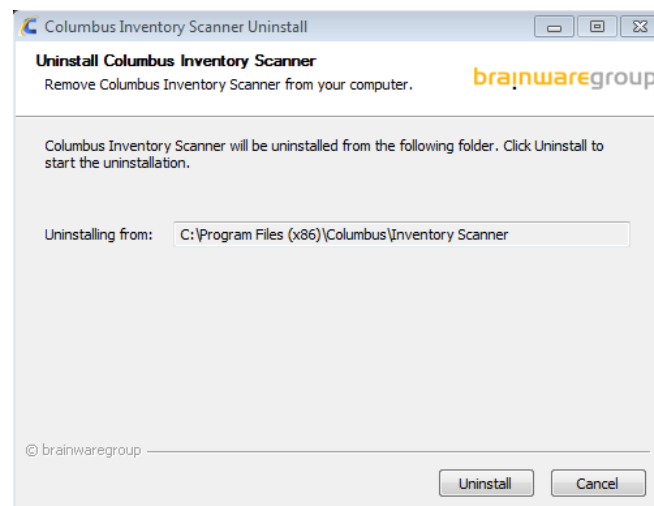 Columbus Inventory Scanner Uninstall
Uninstall Columbus Inventory Scanner
Remove Columbus Inventory Scanner from your computer.
brainwaregroup
Columbus Inventory Scanner will be uninstalled from the following folder. Click Uninstall to
start the uninstallation.
Uninstalling from: C:\Program Files (x86)\Columbus\Inventory Scanner
© brainwaregroup
Uninstall Cancel